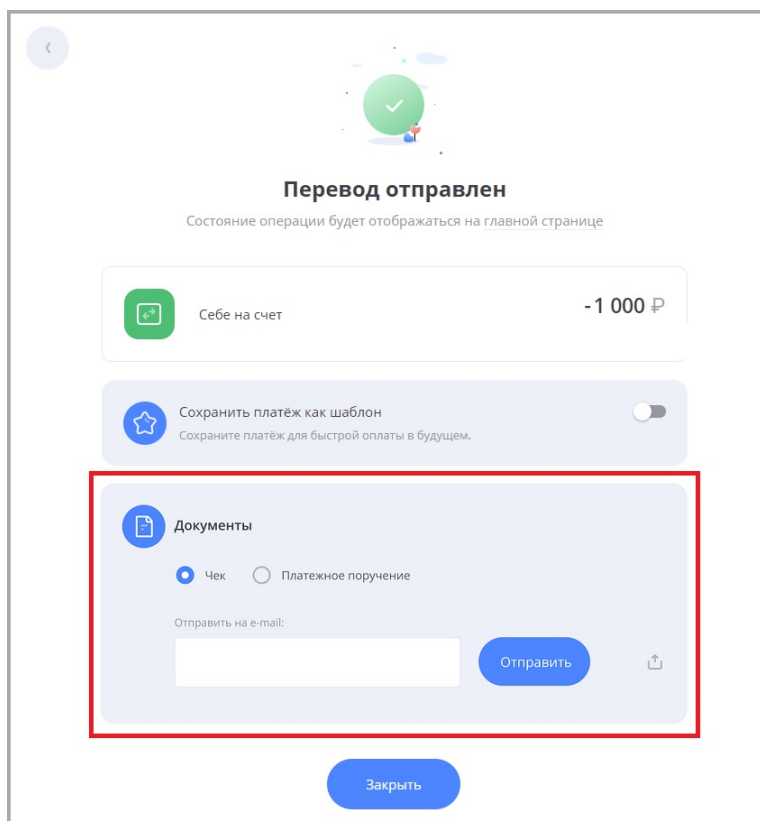 Перевод отправлен
Состояние операции будет отображаться на главной странице
Себе на счет
-1 000 ₽
Сохранить платёж как шаблон
Сохраните платёж для быстрой оплаты в будущем.
Документы
Чек Платежное поручение
Отправить на e-mail:
Отправить
Закрыть